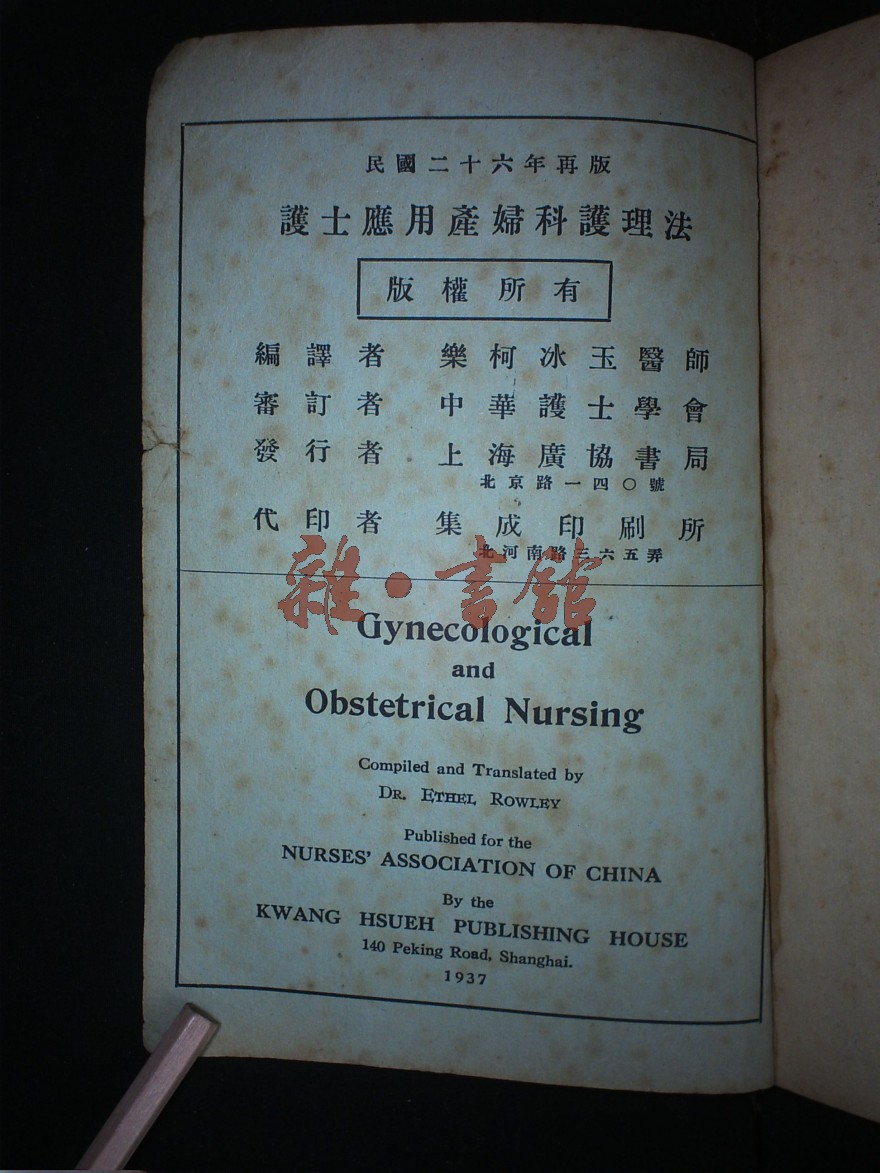 民國二十六年再版
護士應用產婦科護理法
版權所有
編譯者 樂柯冰玉醫師
審訂者 中華護士學會
發行者 上海廣協書局
北京路一四〇號
代印者 集成印刷所
北河南路三六五弄
雜·書館
Gynecological
and
Obstetrical Nursing
Compiled and Translated by
DR. ETHEL ROWLEY
Published for the
NURSES' ASSOCIATION OF CHINA
By the
KWANG HSUEH PUBLISHING HOUSE
140 Peking Road, Shanghai.
1937